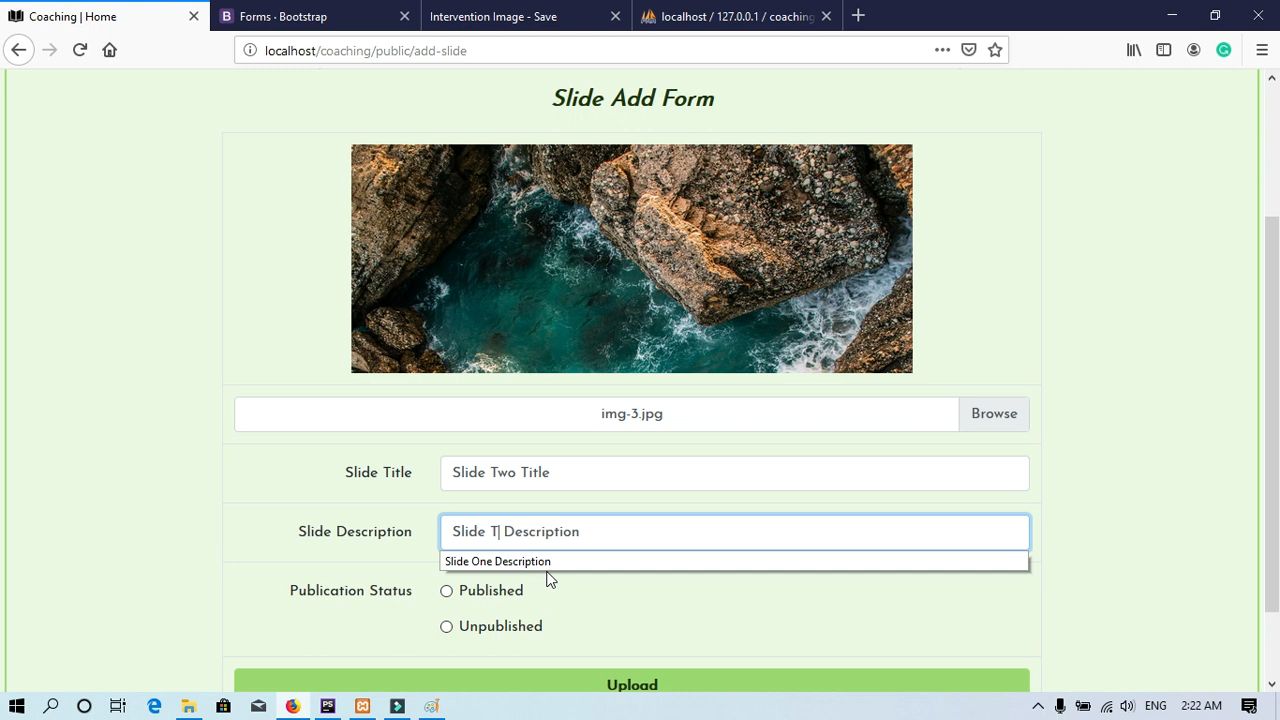 Coaching | Home
Forms · Bootstrap
Intervention Image - Save
localhost / 127.0.0.1 / coaching
localhost/coaching/public/add-slide
Slide Add Form
img-3.jpg
Browse
Slide Title
Slide Two Title
Slide Description
Slide T Description
Slide One Description
Publication Status
Published
Unpublished
Upload
ENG
2:22 AM